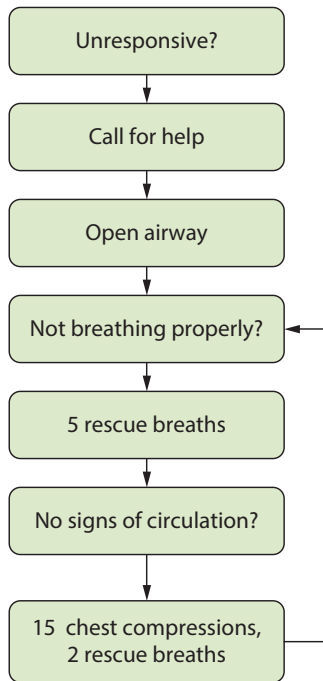 Unresponsive?
Call for help
Open airway
Not breathing properly?
5 rescue breaths
No signs of circulation?
15 chest compressions,
2 rescue breaths